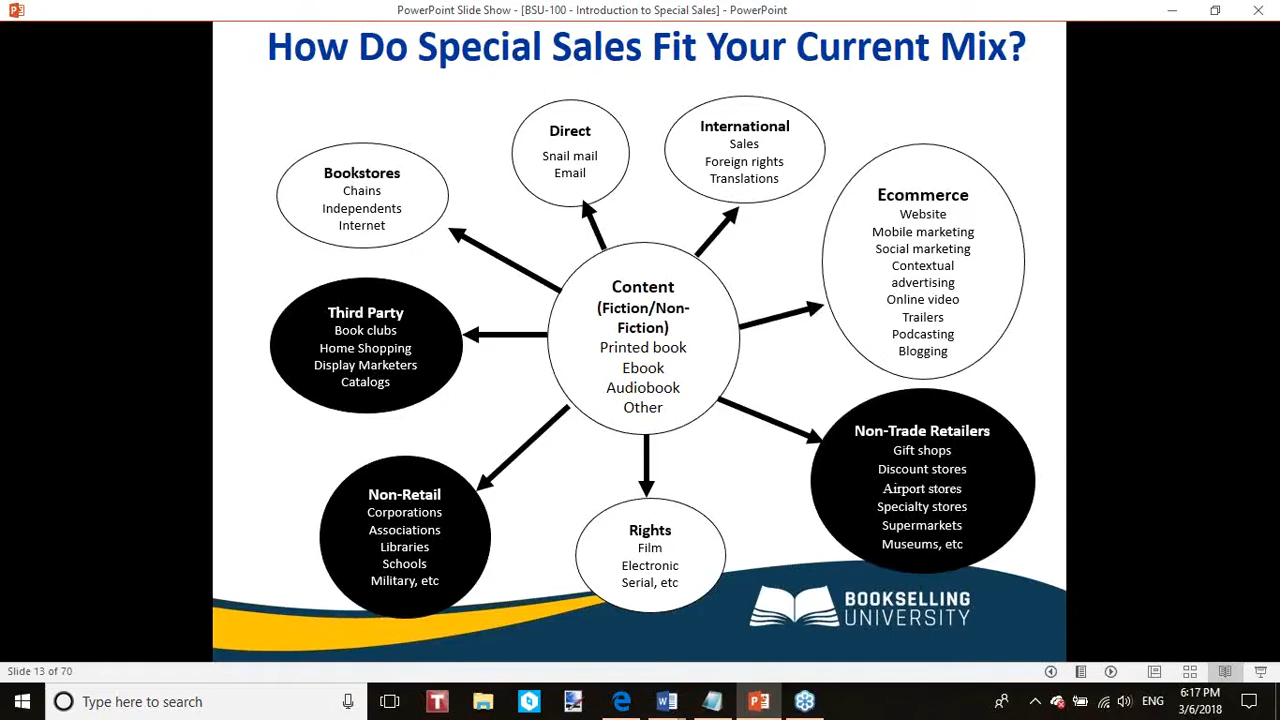 PowerPoint Slide Show - [BSU-100 - Introduction to Special Sales] - PowerPoint
How Do Special Sales Fit Your Current Mix?
Direct
Snail mail
Email
International
Sales
Foreign rights
Translations
Bookstores
Chains
Independents
Internet
Ecommerce
Website
Mobile marketing
Social marketing
Contextual
advertising
Online video
Trailers
Podcasting
Blogging
Content
(Fiction/Non-
Fiction)
Printed book
Ebook
Audiobook
Other
Third Party
Book clubs
Home Shopping
Display Marketers
Catalogs
Non-Trade Retailers
Gift shops
Discount stores
Airport stores
Specialty stores
Supermarkets
Museums, etc
Non-Retail
Corporations
Associations
Libraries
Schools
Military, etc
Rights
Film
Electronic
Serial, etc
BOOKSELLING
UNIVERSITY
Slide 13 of 70
Type here to search
ENG
6:17 PM
3/6/2018